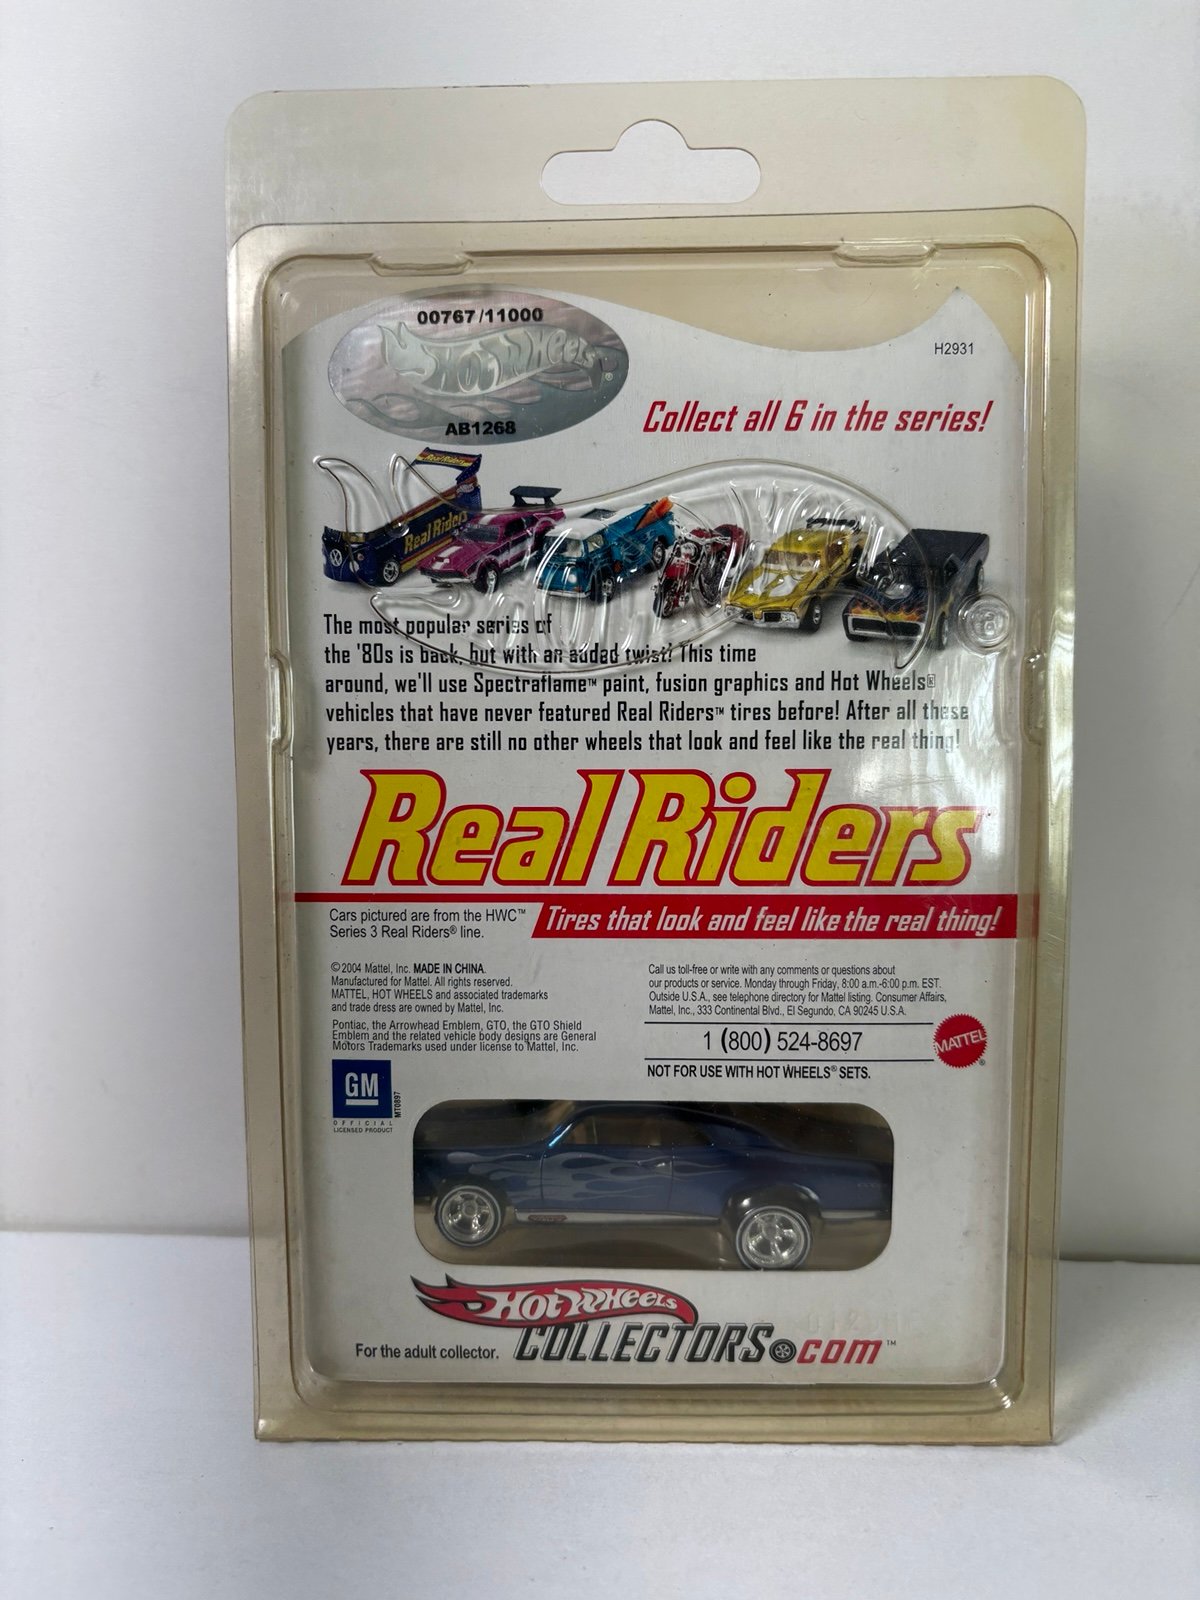 00767/11000
Hot Wheels®
AB1268
H2931
Collect all 6 in the series!
Real Riders
Real Riders
The most popular series of
the '80s is back, but with an added twist! This time
around, we'll use Spectraflame™ paint, fusion graphics and Hot Wheels®
vehicles that have never featured Real Riders™ tires before! After all these
years, there are still no other wheels that look and feel like the real thing!
Real Riders
Cars pictured are from the HWC™
Series 3 Real Riders® line.
Tires that look and feel like the real thing!
©2004 Mattel, Inc. MADE IN CHINA.
Manufactured for Mattel. All rights reserved.
MATTEL, HOT WHEELS and associated trademarks
and trade dress are owned by Mattel, Inc.
Pontiac, the Arrowhead Emblem, GTO, the GTO Shield
Emblem and the related vehicle body designs are General
Motors Trademarks used under license to Mattel, Inc.
GM
OFFICIAL
LICENSED PRODUCT
MT0897
Call us toll-free or write with any comments or questions about
our products or service. Monday through Friday, 8:00 a.m.-6:00 p.m. EST.
Outside U.S.A., see telephone directory for Mattel listing. Consumer Affairs,
Mattel, Inc., 333 Continental Blvd., El Segundo, CA 90245 U.S.A.
1 (800) 524-8697
MATTEL®
NOT FOR USE WITH HOT WHEELS® SETS.
For the adult collector.
Hot Wheels
COLLECTORS.com™